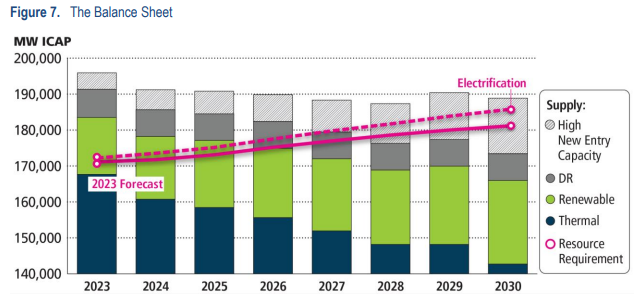 Figure 7. The Balance Sheet
MW ICAP
200,000
190,000
180,000
170,000
160,000
150,000
140,000
Electrification
2023 Forecast
2023 2024 2025 2026 2027 2028 2029 2030
Supply:
High
New Entry
Capacity
DR
Renewable
Thermal
Resource
Requirement